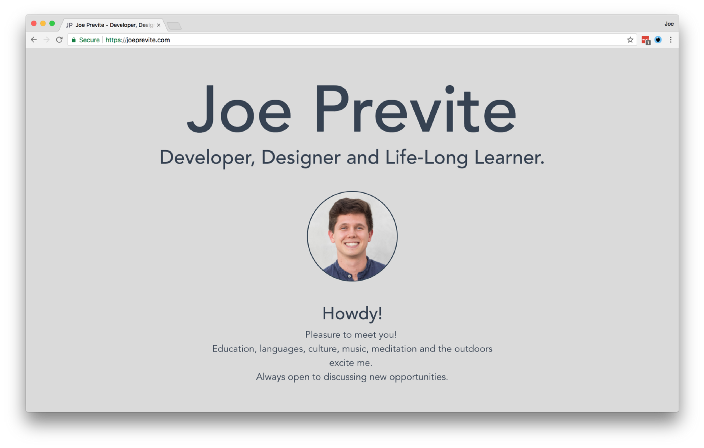 JP Joe Previte - Developer, Desig
Joe
Secure
https://joeprevite.com
Joe Previte
Developer, Designer and Life-Long Learner.
Howdy!
Pleasure to meet you!
Education, languages, culture, music, meditation and the outdoors
excite me.
Always open to discussing new opportunities.